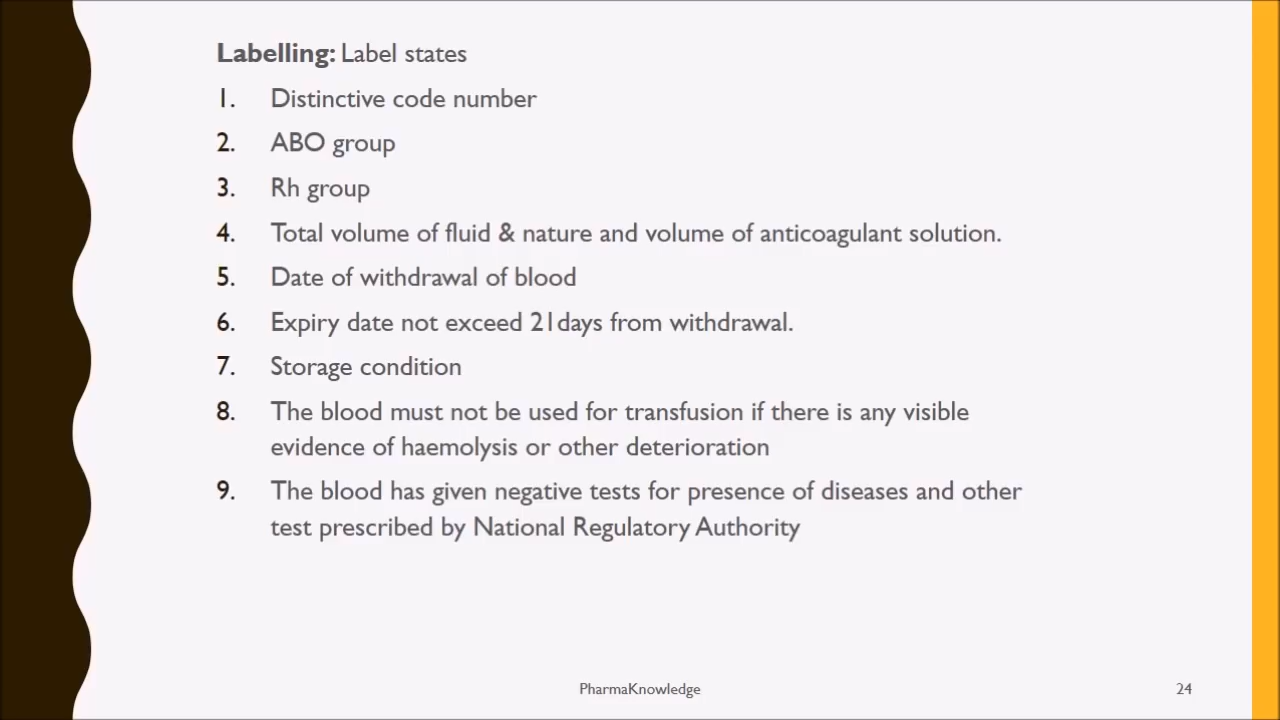 Labelling: Label states
1. Distinctive code number
2. ABO group
3. Rh group
4. Total volume of fluid & nature and volume of anticoagulant solution.
5. Date of withdrawal of blood
6. Expiry date not exceed 21days from withdrawal.
7. Storage condition
8. The blood must not be used for transfusion if there is any visible
evidence of haemolysis or other deterioration
9. The blood has given negative tests for presence of diseases and other
test prescribed by National Regulatory Authority
PharmaKnowledge
24